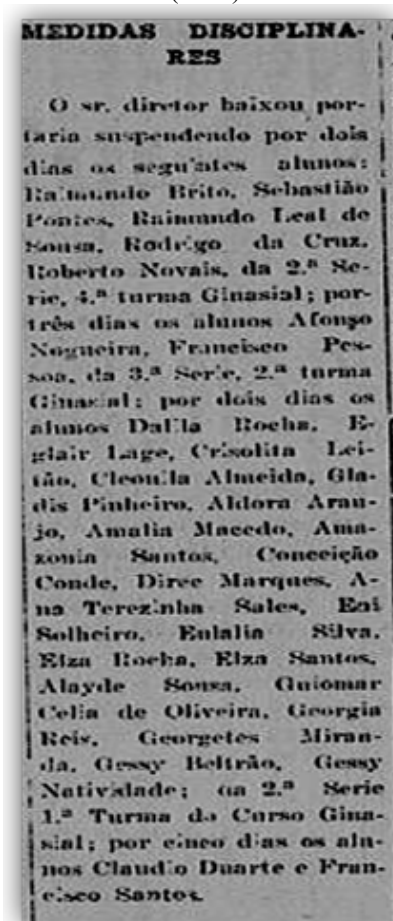 MEDIDAS DISCIPLINA-
RES
O sr. diretor baixou por-
taria suspendendo por dois
dias os seguintes alunos:
Raimundo Brito, Sebastião
Pontes, Raimundo Leal de
Sousa, Rodrigo da Cruz,
Roberto Novais, da 2.ª Se-
rie, 4.ª turma Ginasial; por
três dias os alunos Afonso
Nogueira, Francisco Pes-
soa, da 3.ª Serie, 2.ª turma
Ginasial; por dois dias os
alunos Dalila Rocha, E-
glair Lage, Crisolita Lei-
tão, Cleonila Almeida, Gla-
dis Pinheiro, Aldora Arau-
jo, Amalia Macedo, Ama-
zonia Santos, Conceição
Conde, Dirce Marques, A-
na Terezinha Sales, Eni
Solheiro, Eulalia Silva,
Elza Rocha, Elza Santos,
Alayde Sousa, Guiomar
Celia de Oliveira, Georgia
Reis, Georgetes Miran-
da, Gessy Beltrão, Gessy
Natividade; da 2.ª Serie
1.ª Turma do Curso Gina-
sial; por cinco dias os alu-
nos Claudio Duarte e Fran-
cisco Santos.